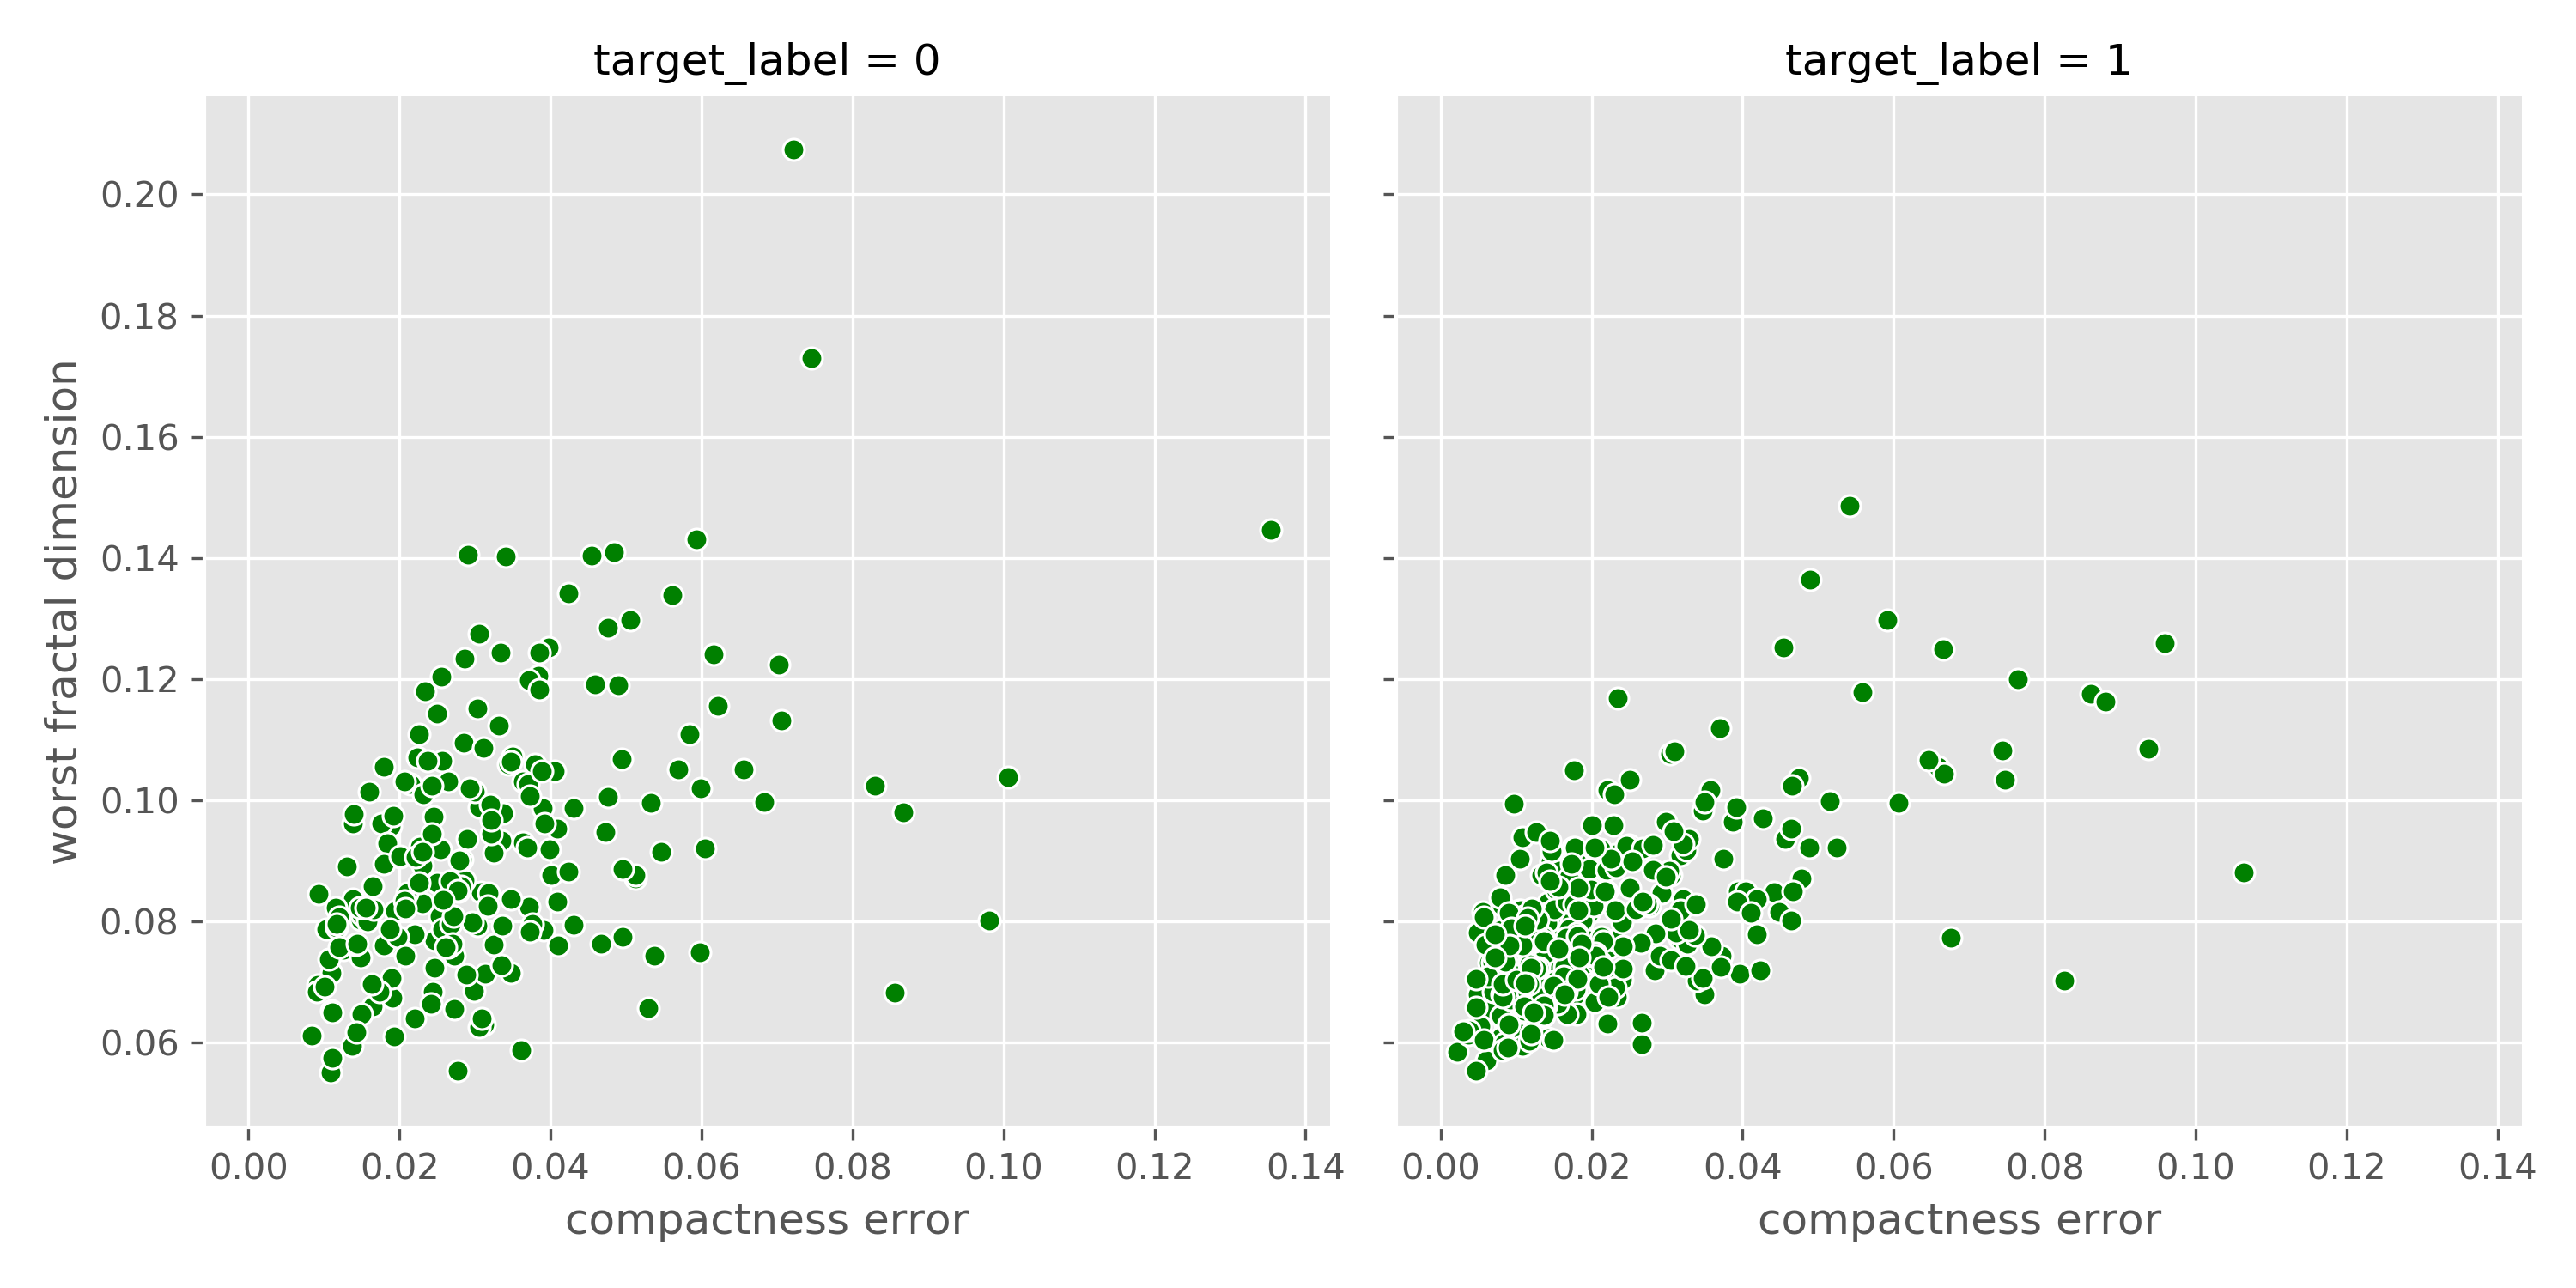 target_label = 0
target_label = 1
worst fractal dimension
0.20
0.18
0.16
0.14
0.12
0.10
0.08
0.06
0.00 0.02 0.04 0.06 0.08 0.10 0.12 0.14
0.00 0.02 0.04 0.06 0.08 0.10 0.12 0.14
compactness error
compactness error